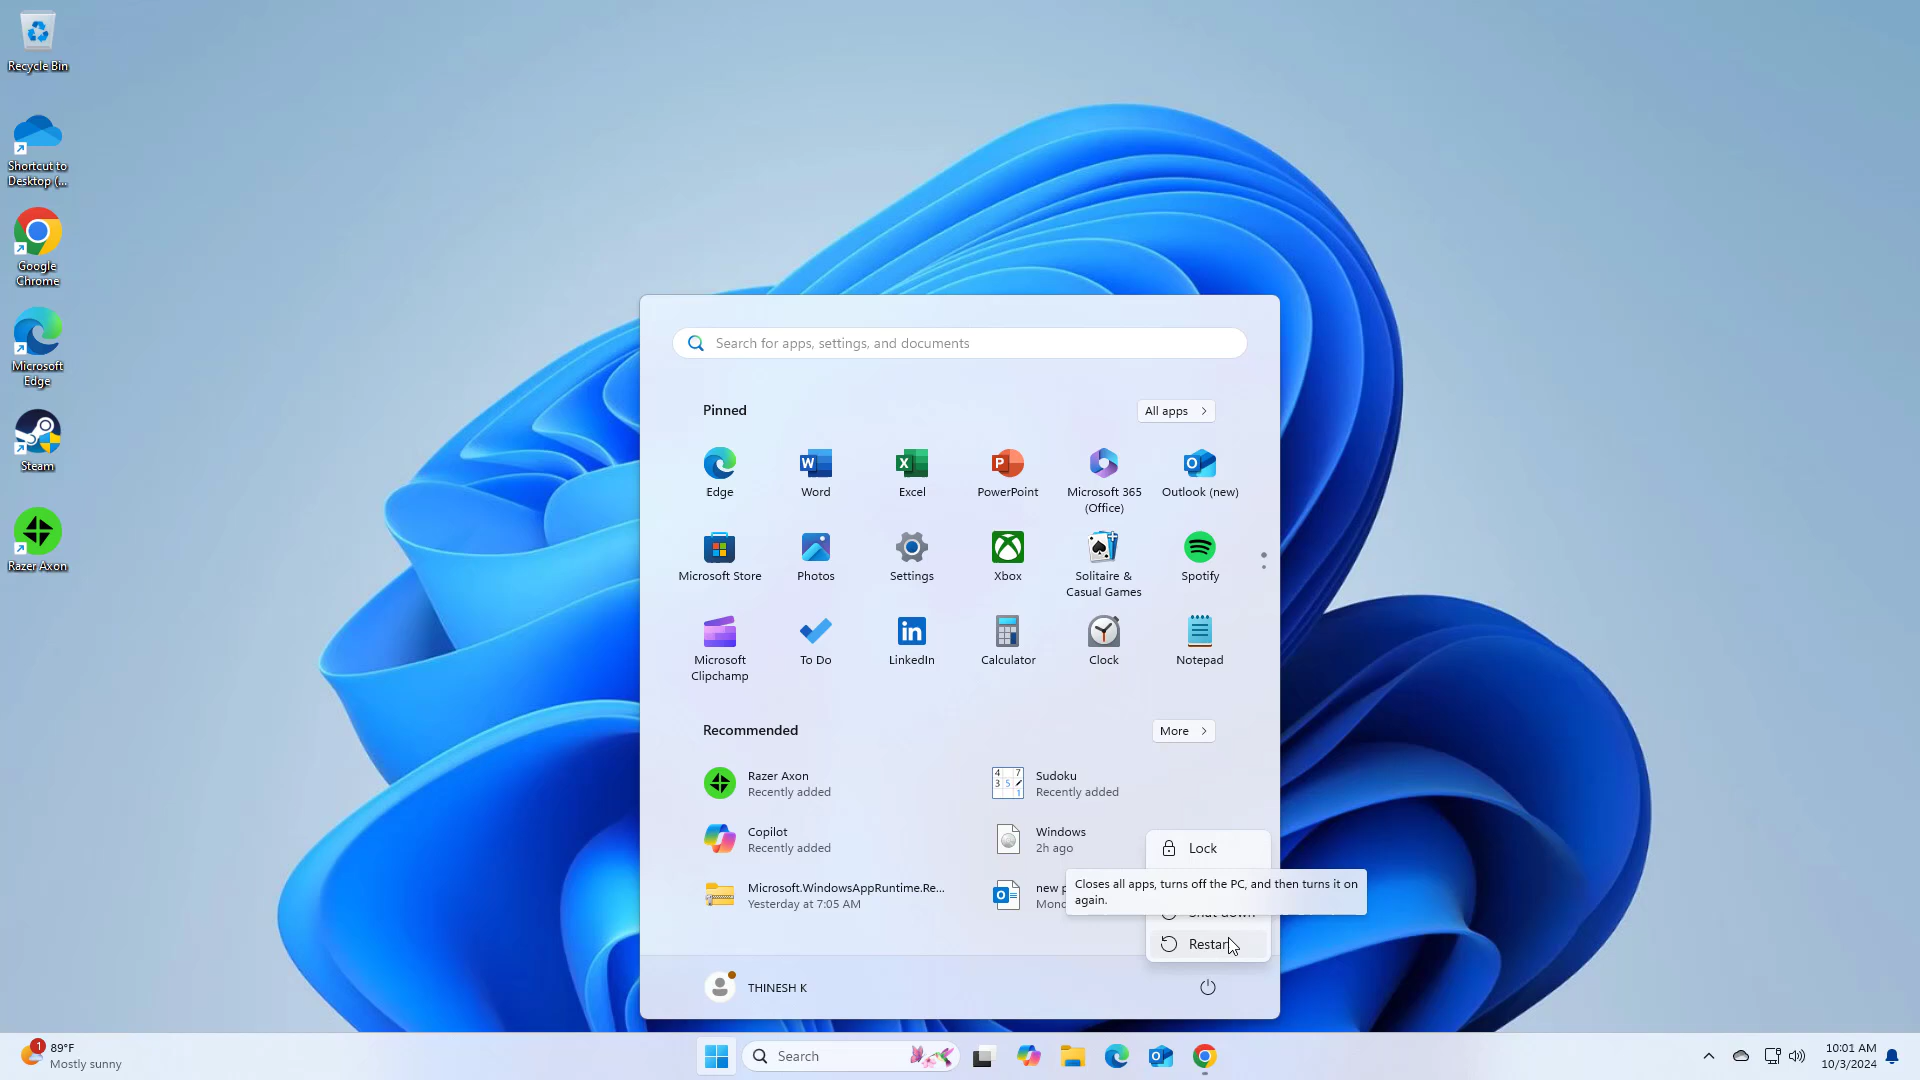 Recycle Bin
Shortcut to
Desktop (...
Google
Chrome
Microsoft
Edge
Steam
Razer Axon
Search for apps, settings, and documents
Pinned
All apps
Edge
Word
Excel
PowerPoint
Microsoft 365
(Office)
Outlook (new)
Microsoft Store
Photos
Settings
Xbox
Solitaire &
Casual Games
Spotify
Microsoft
Clipchamp
To Do
LinkedIn
Calculator
Clock
Notepad
Recommended
More
Razer Axon
Recently added
Sudoku
Recently added
Copilot
Recently added
Windows
2h ago
Microsoft.WindowsAppRuntime.Re...
Yesterday at 7:05 AM
new
Lock
Closes all apps, turns off the PC, and then turns it on
again.
Shut down
Restart
THINESH K
1
89°F
Mostly sunny
Search
10:01 AM
10/3/2024